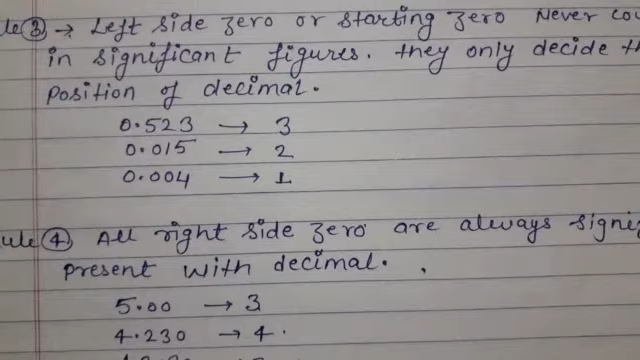 ③ → Left side zero or starting zero Never
in significant figures. they only decide
position of decimal.
0.523 → 3
0.015 → 2
0.004 → 1
④ All right side zero are always
present with decimal.
5.00 → 3
4.230 → 4.